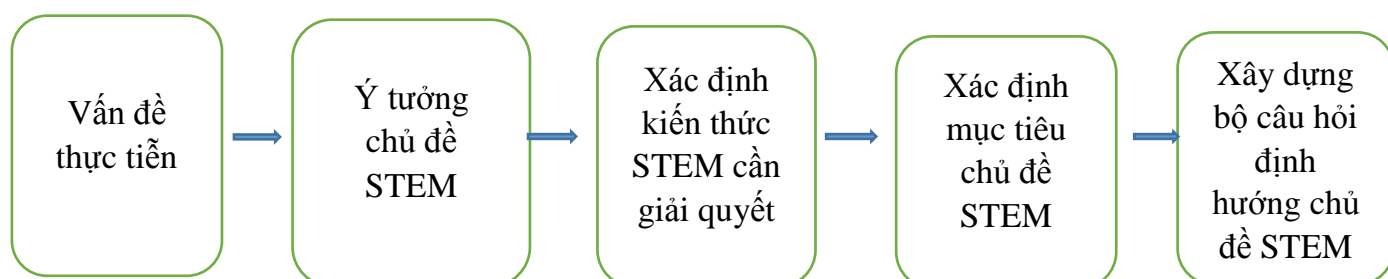 Vấn đề
thực tiễn
Ý tưởng
chủ đề
STEM
Xác định
kiến thức
STEM cần
giải quyết
Xác định
mục tiêu
chủ đề
STEM
Xây dựng
bộ câu hỏi
định
hướng chủ
đề STEM